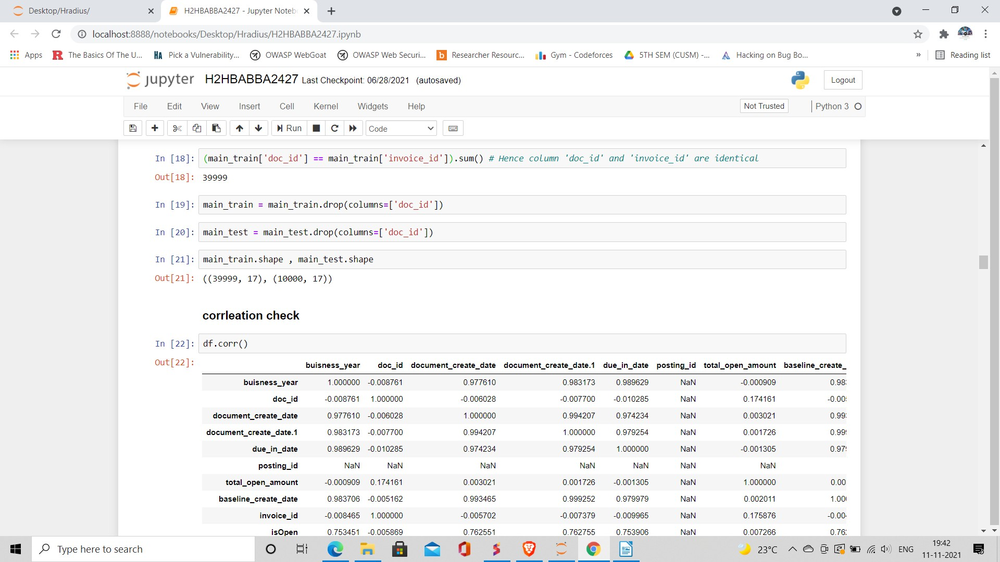 Desktop/Hradius/
H2HBABBA2427 - Jupyter Noteb
localhost:8888/notebooks/Desktop/Hradius/H2HBABBA2427.ipynb
Apps The Basics Of The U... Pick a Vulnerability... OWASP WebGoat OWASP Web Securi... Researcher Resourc... Gym - Codeforces 5TH SEM (CUSM) -... Hacking on Bug Bo... » Reading list
jupyter H2HBABBA2427 Last Checkpoint: 06/28/2021 (autosaved) Logout
File Edit View Insert Cell Kernel Widgets Help Not Trusted Python 3
Run Code
In [18]: (main_train['doc_id'] == main_train['invoice_id']).sum() # Hence column 'doc_id' and 'invoice_id' are identical
Out[18]: 39999
In [19]: main_train = main_train.drop(columns=['doc_id'])
In [20]: main_test = main_test.drop(columns=['doc_id'])
In [21]: main_train.shape , main_test.shape
Out[21]: ((39999, 17), (10000, 17))
corrleation check
In [22]: df.corr()
Out[22]:
buisness_year doc_id document_create_date document_create_date.1 due_in_date posting_id total_open_amount baseline_create_
buisness_year 1.000000 -0.008761 0.977610 0.983173 0.989629 NaN -0.000909 0.98
doc_id -0.008761 1.000000 -0.006028 -0.007700 -0.010285 NaN 0.174161 -0.00
document_create_date 0.977610 -0.006028 1.000000 0.994207 0.974234 NaN 0.003021 0.99
document_create_date.1 0.983173 -0.007700 0.994207 1.000000 0.979254 NaN 0.001726 0.99
due_in_date 0.989629 -0.010285 0.974234 0.979254 1.000000 NaN -0.001305 0.97
posting_id NaN NaN NaN NaN NaN NaN NaN
total_open_amount -0.000909 0.174161 0.003021 0.001726 -0.001305 NaN 1.000000 0.00
baseline_create_date 0.983706 -0.005162 0.993465 0.999252 0.979979 NaN 0.002011 1.00
invoice_id -0.008465 1.000000 -0.005702 -0.007379 -0.009965 NaN 0.175876 -0.00
isOpen 0.753451 -0.005869 0.762551 0.762755 0.753906 NaN 0.007266 0.76
Type here to search
23°C ENG
19:42
11-11-2021